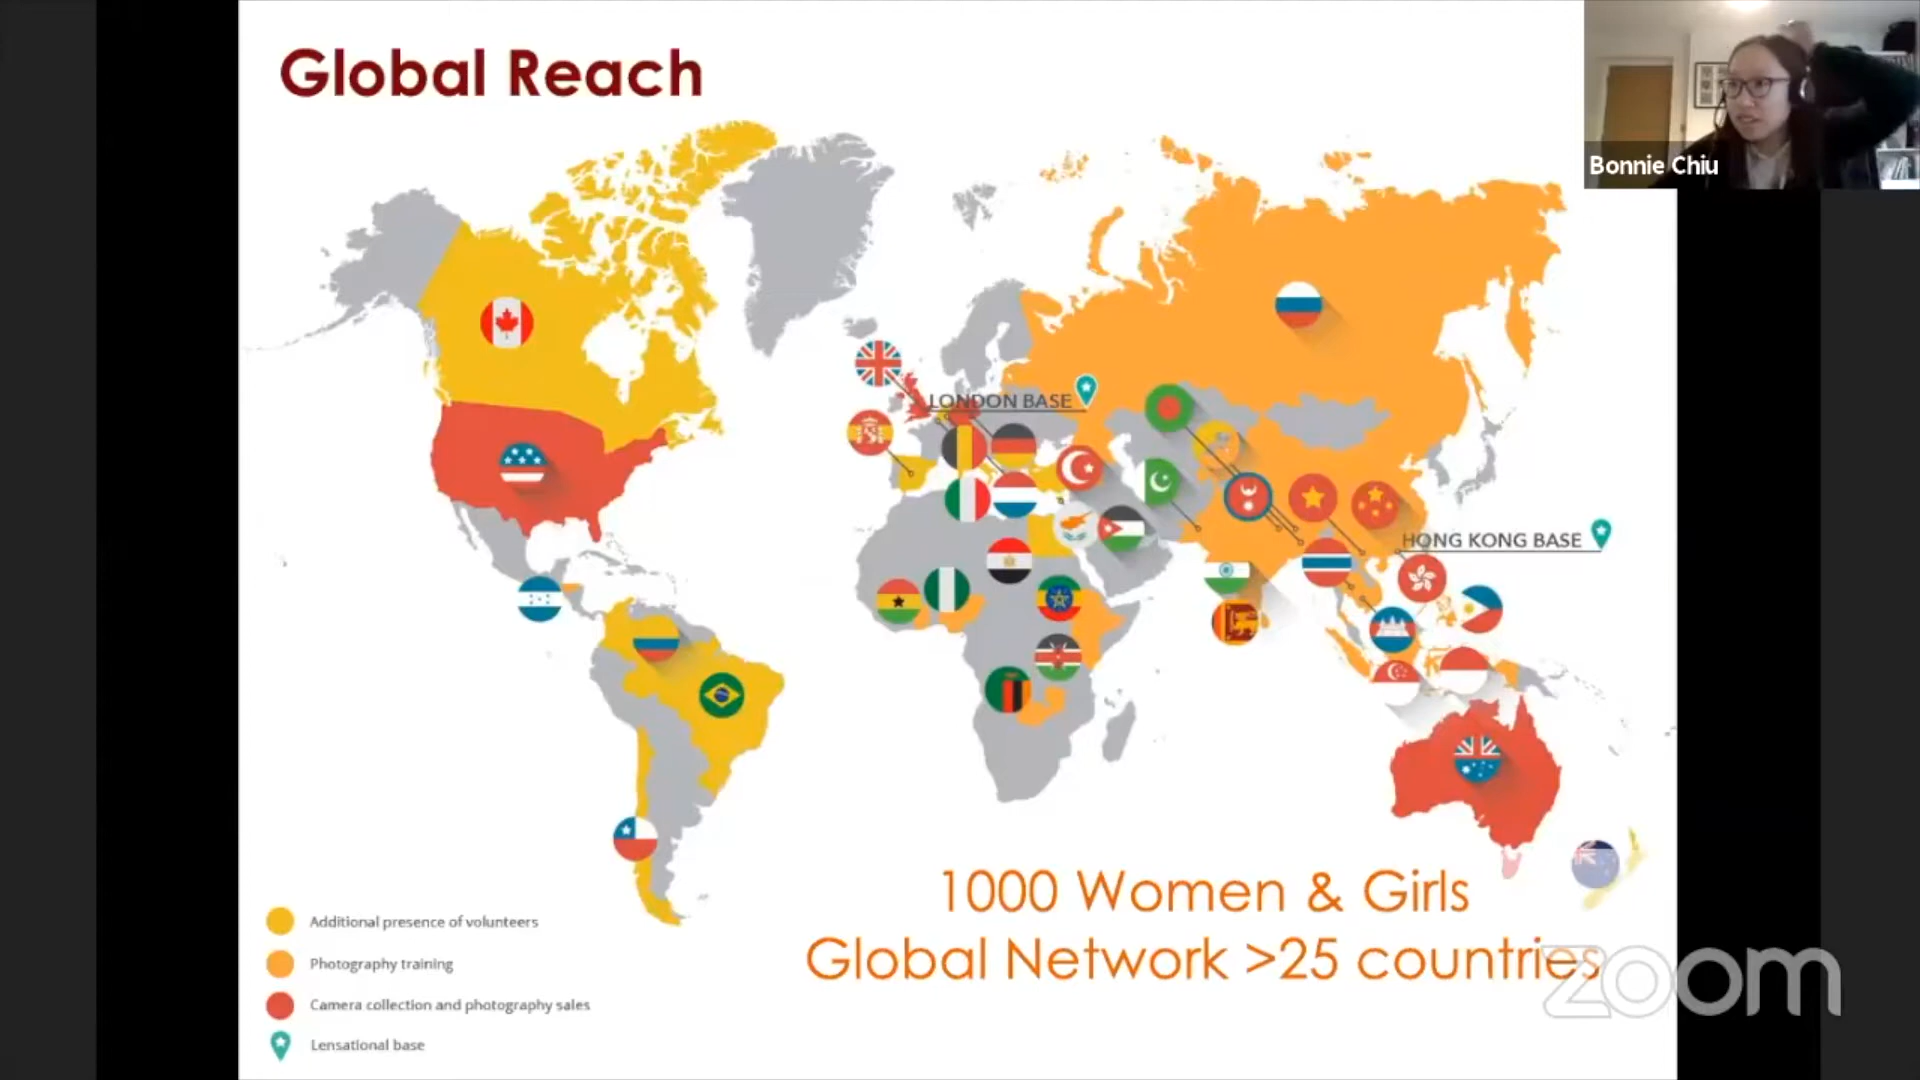 Global Reach
Bonnie Chiu
LONDON BASE
HONG KONG BASE
1000 Women & Girls
Global Network >25 countries
zoom
Additional presence of volunteers
Photography training
Camera collection and photography sales
Lensational base